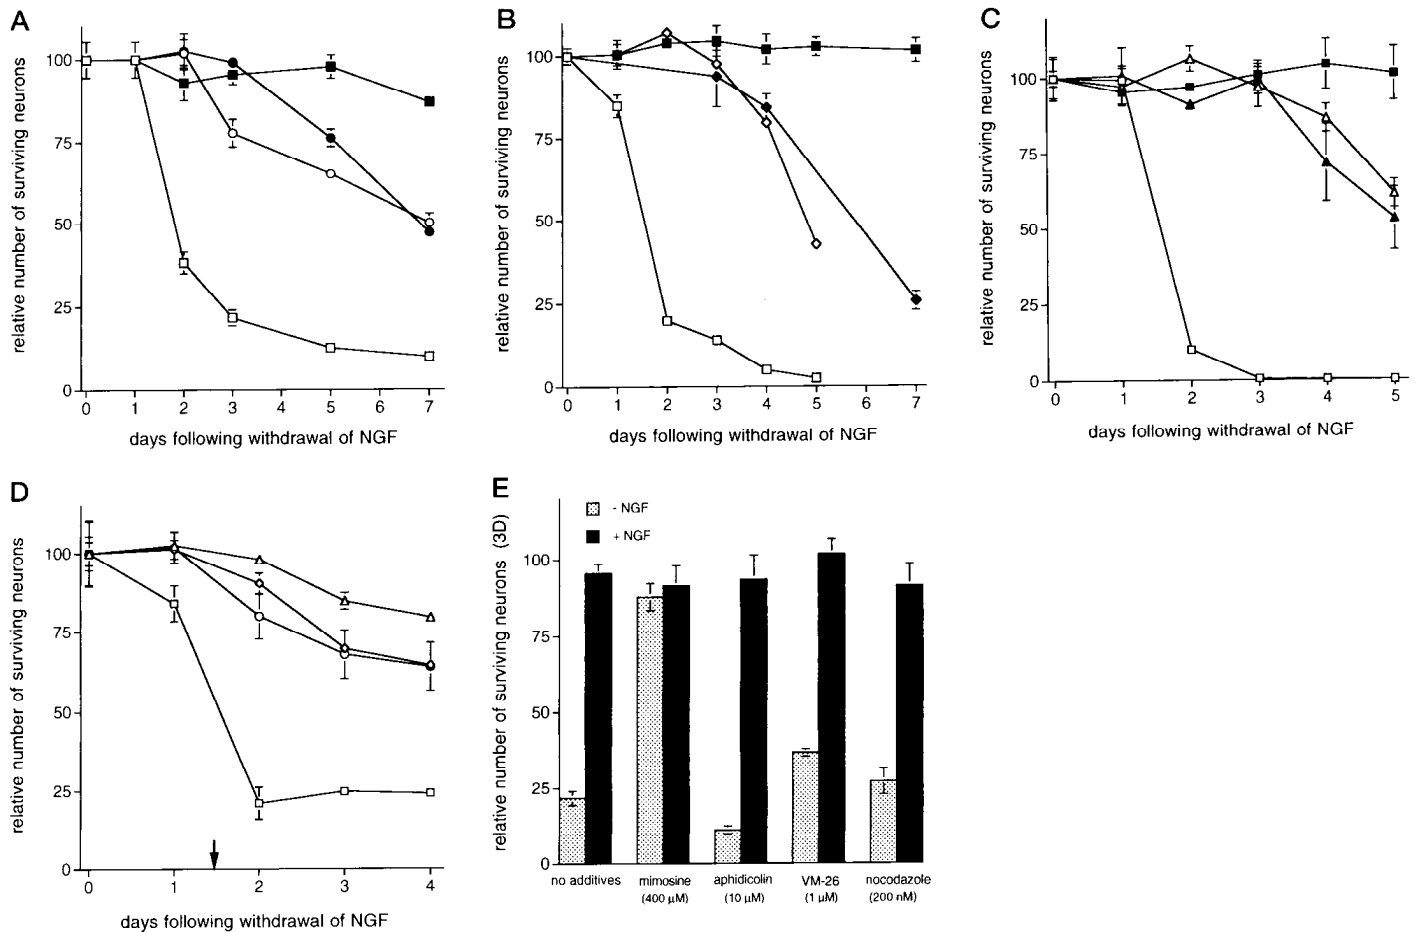 A
relative number of surviving neurons
100
75
50
25
0
0 1 2 3 4 5 6 7
days following withdrawal of NGF
B
relative number of surviving neurons
100
75
50
25
0
0 1 2 3 4 5 6 7
days following withdrawal of NGF
C
relative number of surviving neurons
100
75
50
25
0
0 1 2 3 4 5
days following withdrawal of NGF
D
relative number of surviving neurons
100
75
50
25
0
0 1 2 3 4
days following withdrawal of NGF
E
relative number of surviving neurons (3D)
- NGF
+ NGF
100
75
50
25
0
no additives mimosine aphidicolin VM-26 nocodazole
(400 µM) (10 µM) (1 µM) (200 nM)